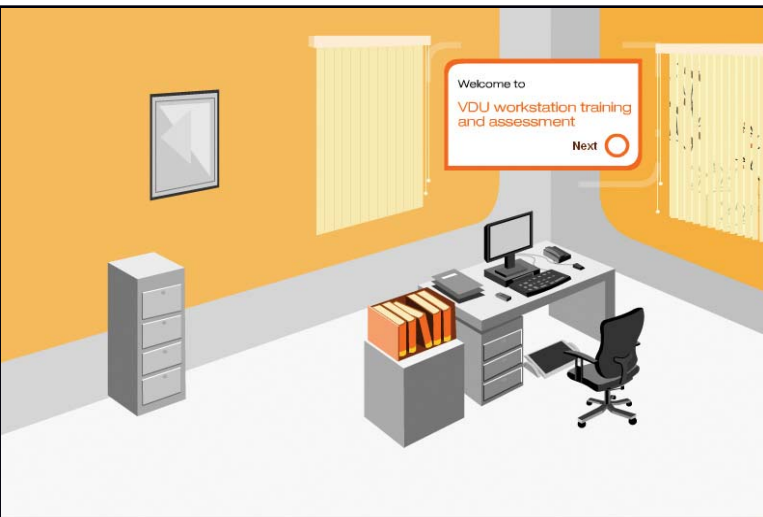 Welcome to
VDU workstation training
and assessment
Next